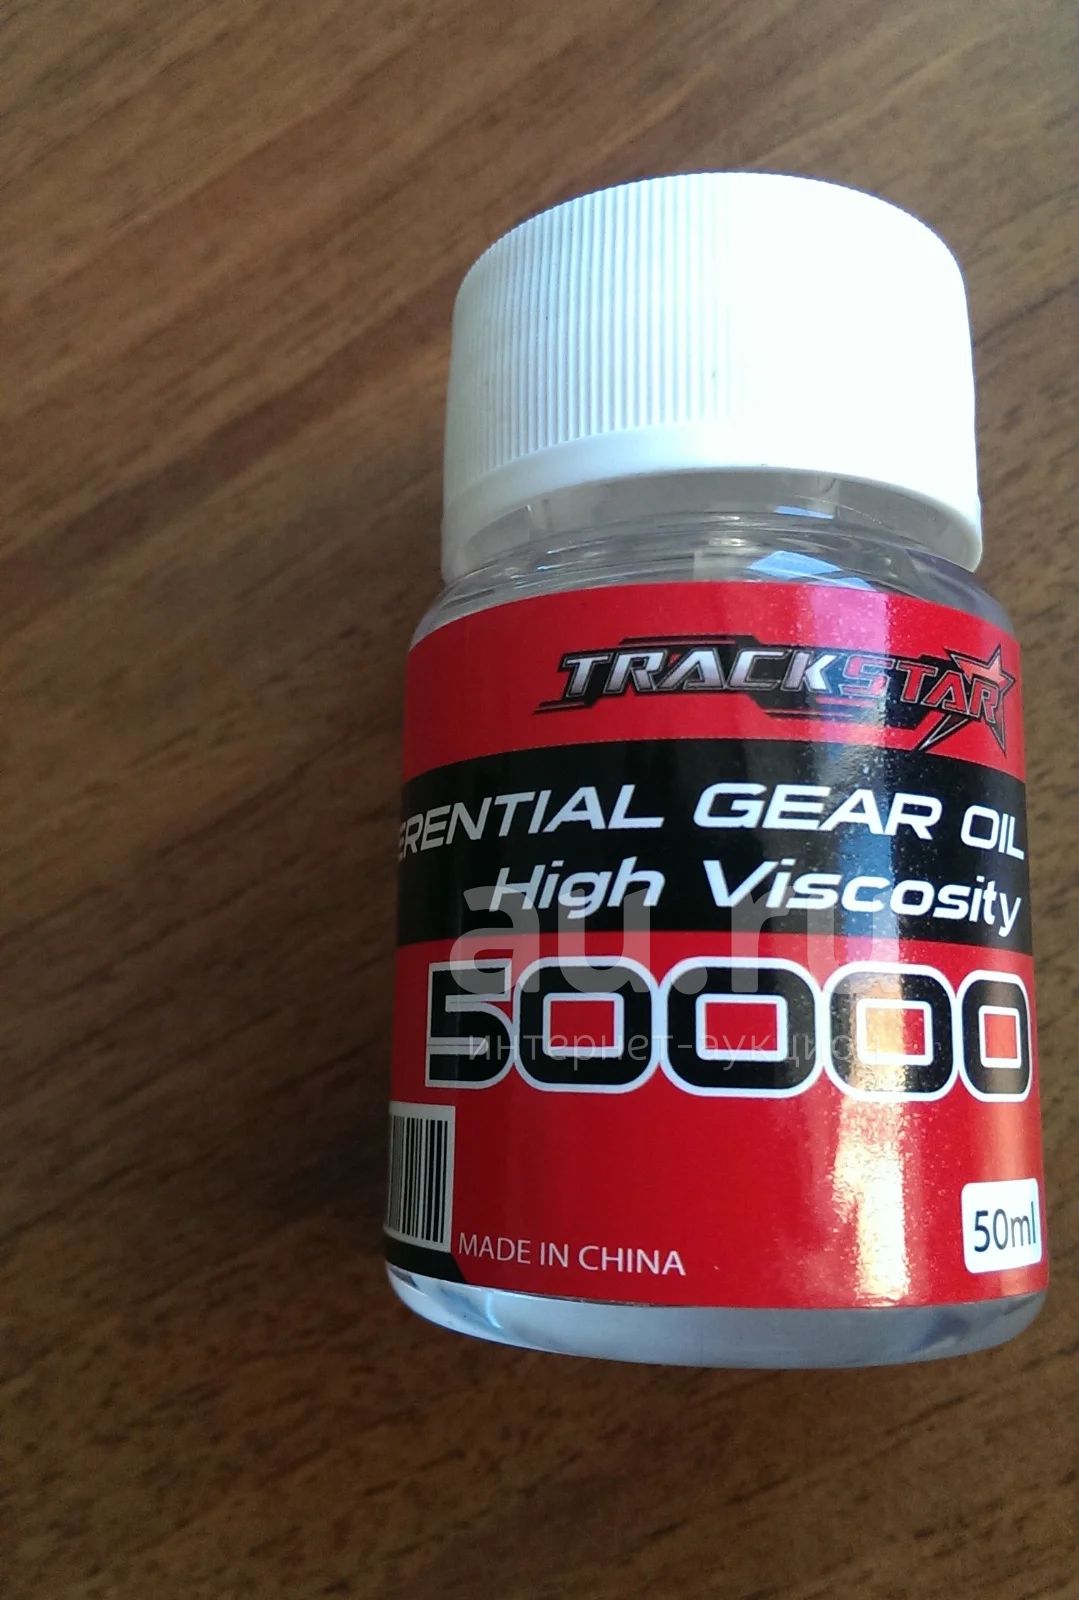 TRACKSTAR
ERENTIAL GEAR OIL
High Viscosity
au.ru
50000
интернет-аукцион
50ml
MADE IN CHINA